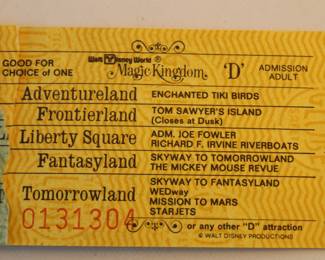 GOOD FOR
CHOICE of ONE
Walt Disney World ®
Magic Kingdom
'D'
ADMISSION
ADULT
Adventureland ENCHANTED TIKI BIRDS
Frontierland TOM SAWYER'S ISLAND
(Closes at Dusk)
Liberty Square ADM. JOE FOWLER
RICHARD F. IRVINE RIVERBOATS
Fantasyland SKYWAY TO TOMORROWLAND
THE MICKEY MOUSE REVUE
Tomorrowland SKYWAY TO FANTASYLAND
WEDway
MISSION TO MARS
STARJETS
0131304
or any other "D" attraction
© WALT DISNEY PRODUCTIONS